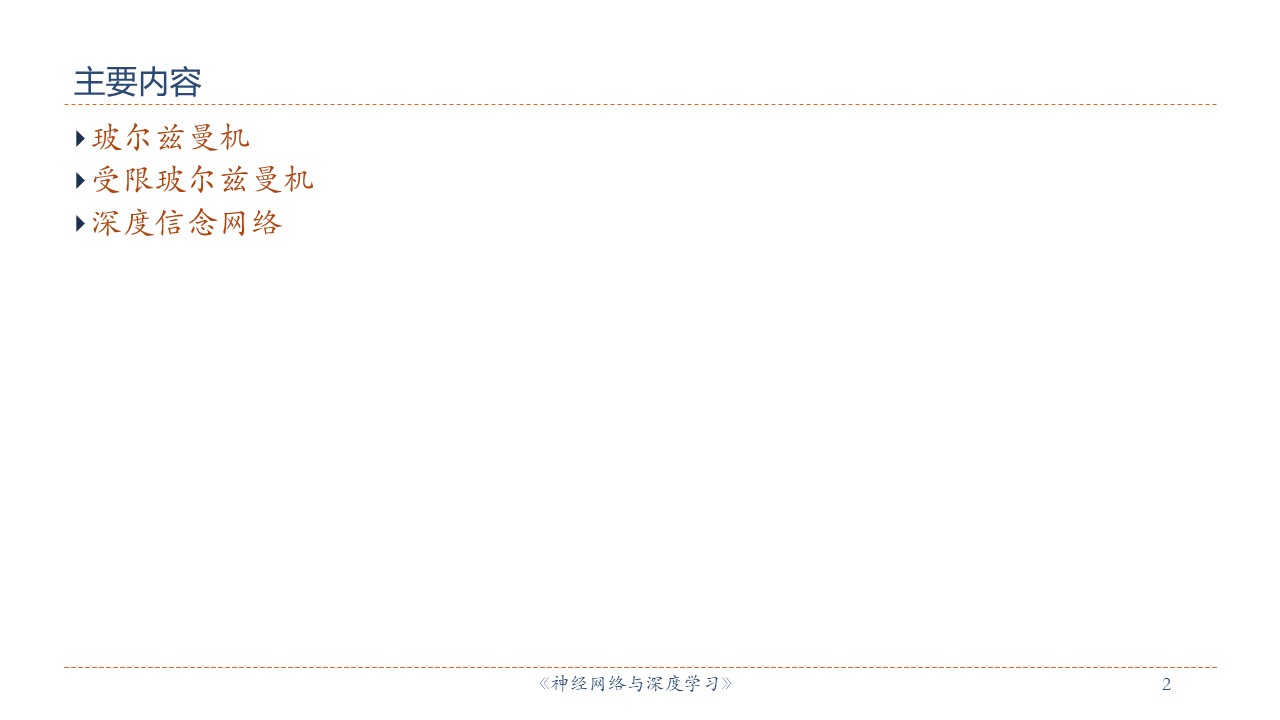 主要内容
玻尔兹曼机
受限玻尔兹曼机
深度信念网络
《神经网络与深度学习》
2